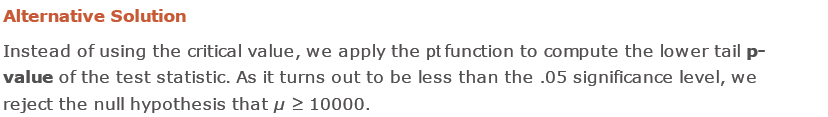 Alternative Solution
Instead of using the critical value, we apply the pt function to compute the lower tail p-
value of the test statistic. As it turns out to be less than the .05 significance level, we
reject the null hypothesis that μ ≥ 10000.